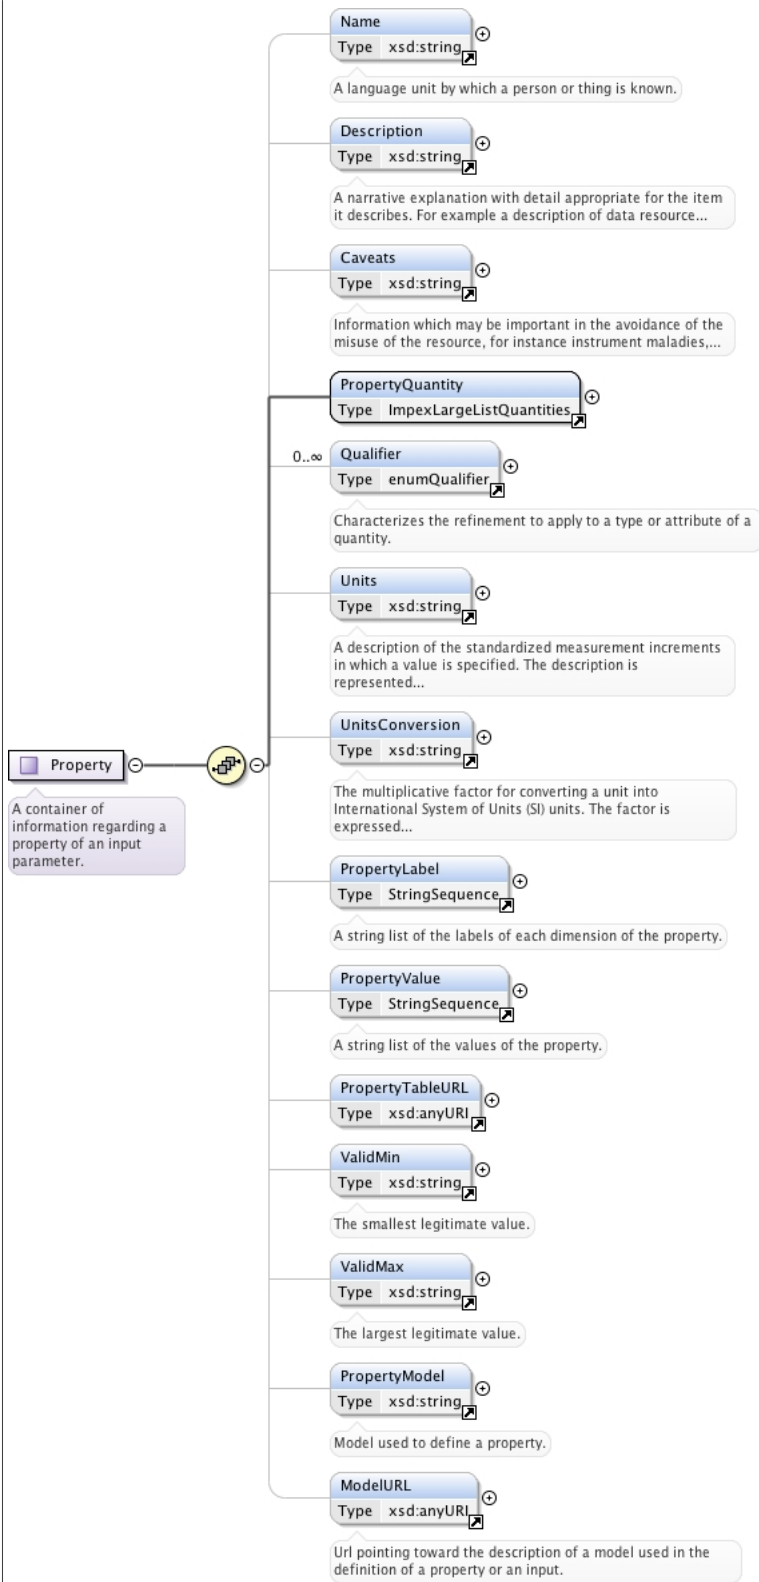 Name
Type xsd:string
A language unit by which a person or thing is known.
Description
Type xsd:string
A narrative explanation with detail appropriate for the item
it describes. For example a description of data resource...
Caveats
Type xsd:string
Information which may be important in the avoidance of the
misuse of the resource, for instance instrument maladies,...
PropertyQuantity
Type ImpexLargeListQuantities
0..∞
Qualifier
Type enumQualifier
Characterizes the refinement to apply to a type or attribute of a
quantity.
Units
Type xsd:string
A description of the standardized measurement increments
in which a value is specified. The description is
represented...
UnitsConversion
Type xsd:string
The multiplicative factor for converting a unit into
International System of Units (SI) units. The factor is
expressed...
Property
A container of
information regarding a
property of an input
parameter.
PropertyLabel
Type StringSequence
A string list of the labels of each dimension of the property.
PropertyValue
Type StringSequence
A string list of the values of the property.
PropertyTableURL
Type xsd:anyURI
ValidMin
Type xsd:string
The smallest legitimate value.
ValidMax
Type xsd:string
The largest legitimate value.
PropertyModel
Type xsd:string
Model used to define a property.
ModelURL
Type xsd:anyURI
Url pointing toward the description of a model used in the
definition of a property or an input.